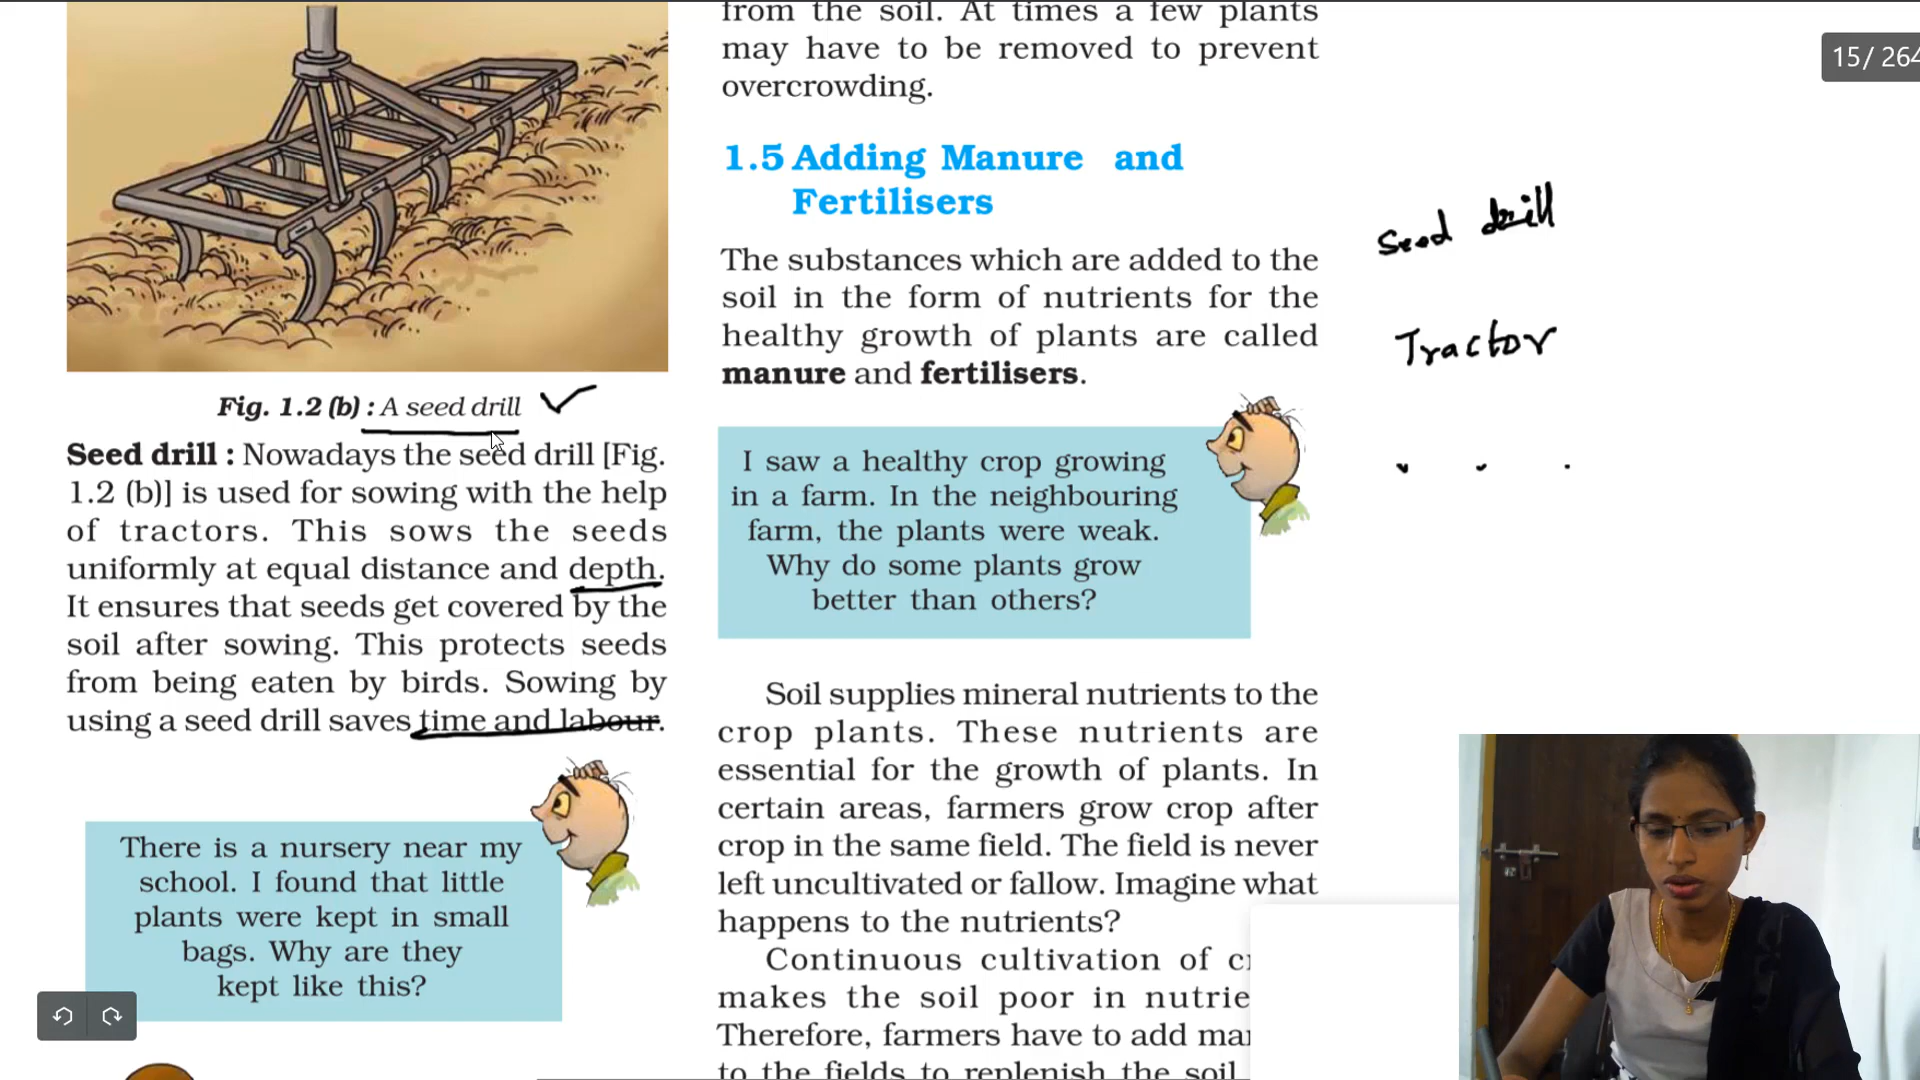 from the soil. At times a few plants
may have to be removed to prevent
overcrowding.
15/ 264
1.5 Adding Manure and
Fertilisers
The substances which are added to the
soil in the form of nutrients for the
healthy growth of plants are called
manure and fertilisers.
Seed drill
Tractor
Fig. 1.2 (b) : A seed drill
Seed drill : Nowadays the seed drill [Fig.
1.2 (b)] is used for sowing with the help
of tractors. This sows the seeds
uniformly at equal distance and depth.
It ensures that seeds get covered by the
soil after sowing. This protects seeds
from being eaten by birds. Sowing by
using a seed drill saves time and labour.
I saw a healthy crop growing
in a farm. In the neighbouring
farm, the plants were weak.
Why do some plants grow
better than others?
There is a nursery near my
school. I found that little
plants were kept in small
bags. Why are they
kept like this?
Soil supplies mineral nutrients to the
crop plants. These nutrients are
essential for the growth of plants. In
certain areas, farmers grow crop after
crop in the same field. The field is never
left uncultivated or fallow. Imagine what
happens to the nutrients?
Continuous cultivation of
makes the soil poor in
Therefore, farmers have to add
to the fields to replenish the soil